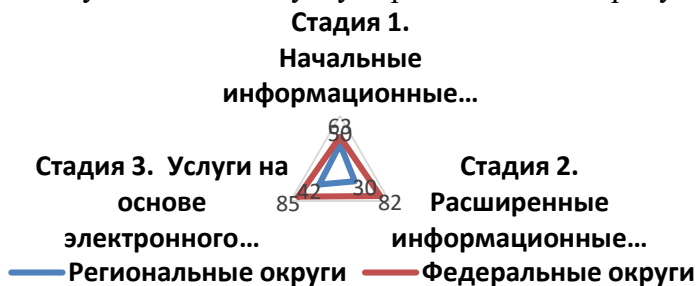 Стадия 1.
Начальные
информационные…
63
Стадия 3. Услуги на
основе
электронного…
85
42
30
82
Стадия 2.
Расширенные
информационные…
Региональные округи
Федеральные округи